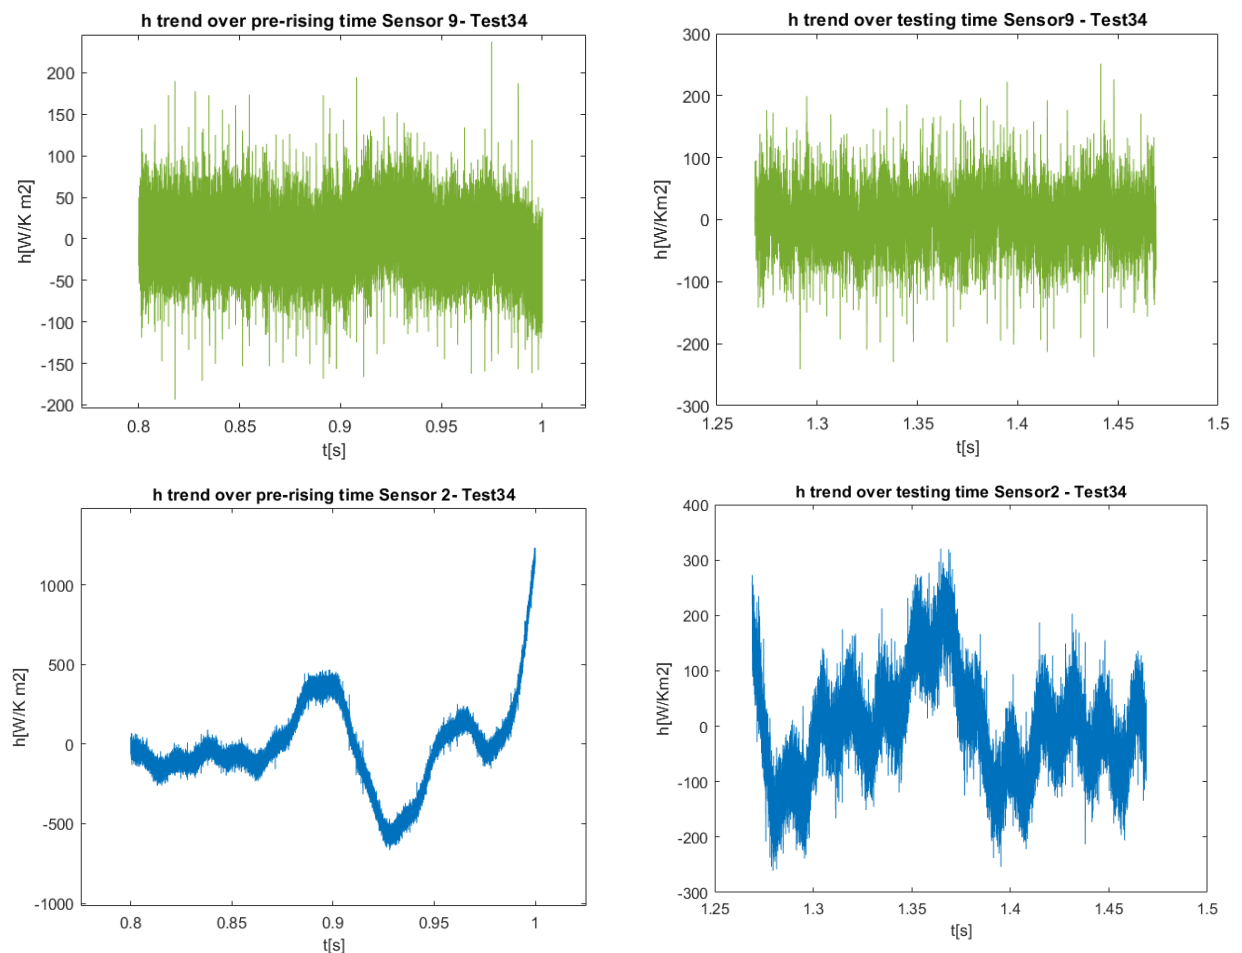 h trend over pre-rising time Sensor 9- Test34
h[W/K m2]
200
150
100
50
0
-50
-100
-150
-200
0.8 0.85 0.9 0.95 1
t[s]
h trend over testing time Sensor9 - Test34
h[W/Km2]
300
200
100
0
-100
-200
-300
1.25 1.3 1.35 1.4 1.45 1.5
t[s]
h trend over pre-rising time Sensor 2- Test34
h[W/K m2]
1000
500
0
-500
-1000
0.8 0.85 0.9 0.95 1
t[s]
h trend over testing time Sensor2 - Test34
h[W/Km2]
400
300
200
100
0
-100
-200
-300
1.25 1.3 1.35 1.4 1.45 1.5
t[s]